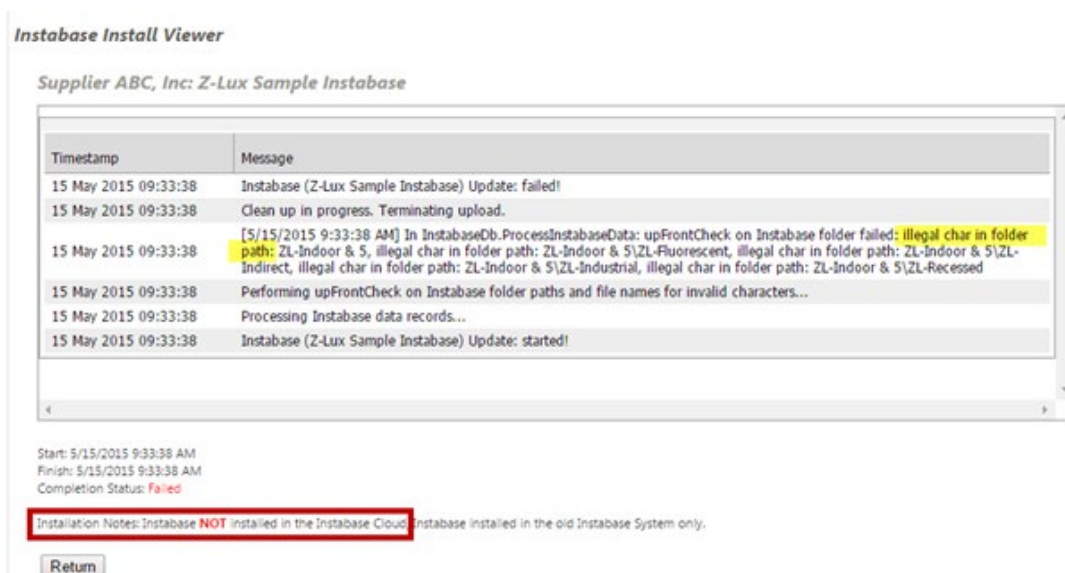 Instabase Install Viewer
Supplier ABC, Inc: Z-Lux Sample Instabase
Timestamp Message
15 May 2015 09:33:38 Instabase (Z-Lux Sample Instabase) Update: failed!
15 May 2015 09:33:38 Clean up in progress. Terminating upload.
[5/15/2015 9:33:38 AM] In InstabaseDb.ProcessInstabaseData: upFrontCheck on Instabase folder failed: illegal char in folder
15 May 2015 09:33:38 path: ZL-Indoor & 5, illegal char in folder path: ZL-Indoor & 5\ZL-Fluorescent, illegal char in folder path: ZL-Indoor & 5\ZL-
Indirect, illegal char in folder path: ZL-Indoor & 5\ZL-Industrial, illegal char in folder path: ZL-Indoor & 5\ZL-Recessed
15 May 2015 09:33:38 Performing upFrontCheck on Instabase folder paths and file names for invalid characters...
15 May 2015 09:33:38 Processing Instabase data records...
15 May 2015 09:33:38 Instabase (Z-Lux Sample Instabase) Update: started!
Start: 5/15/2015 9:33:38 AM
Finish: 5/15/2015 9:33:38 AM
Completion Status: Failed
Installation Notes: Instabase NOT installed in the Instabase Cloud, Instabase installed in the old Instabase System only.
Return